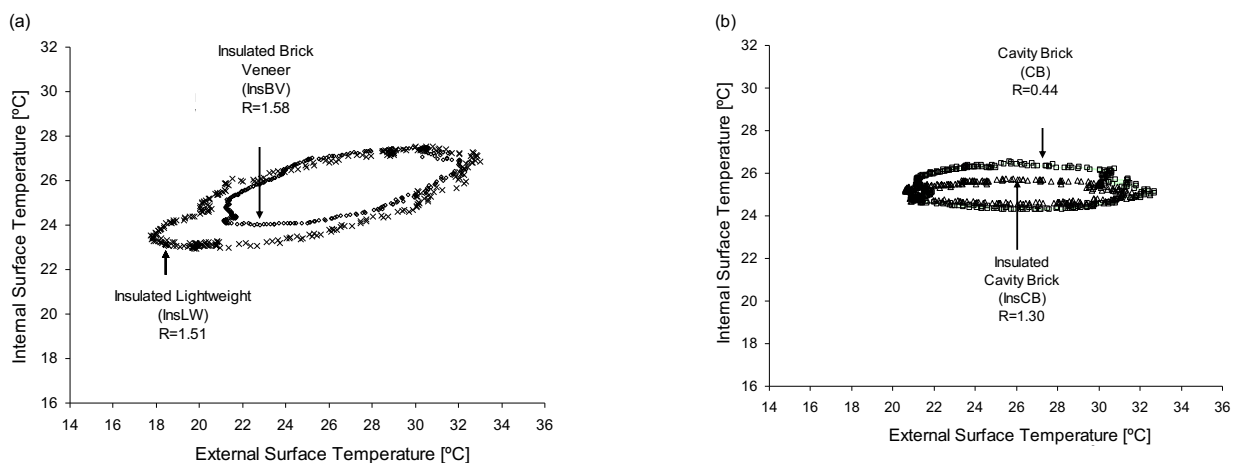 (a)
32
30
28
26
24
22
20
18
16
Internal Surface Temperature [ºC]
Insulated Brick
Veneer
(InsBV)
R=1.58
Insulated Lightweight
(InsLW)
R=1.51
14 16 18 20 22 24 26 28 30 32 34 36
External Surface Temperature [ºC]
(b)
32
30
28
26
24
22
20
18
16
Internal Surface Temperature [ºC]
Cavity Brick
(CB)
R=0.44
Insulated
Cavity Brick
(InsCB)
R=1.30
14 16 18 20 22 24 26 28 30 32 34 36
External Surface Temperature [ºC]